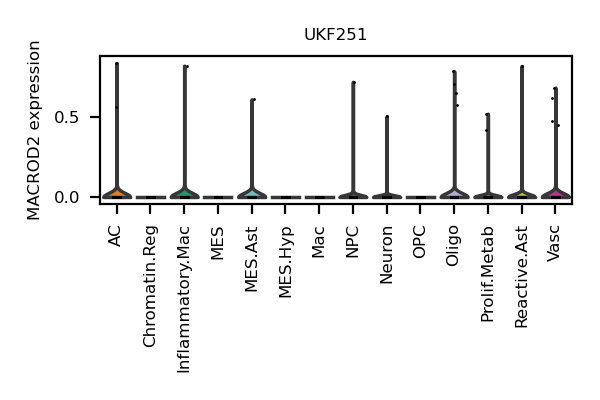 UKF251
MACROD2 expression
0.5
0.0
AC
Chromatin.Reg
Inflammatory.Mac
MES
MES.Ast
MES.Hyp
Mac
NPC
Neuron
OPC
Oligo
Prolif.Metab
Reactive.Ast
Vasc